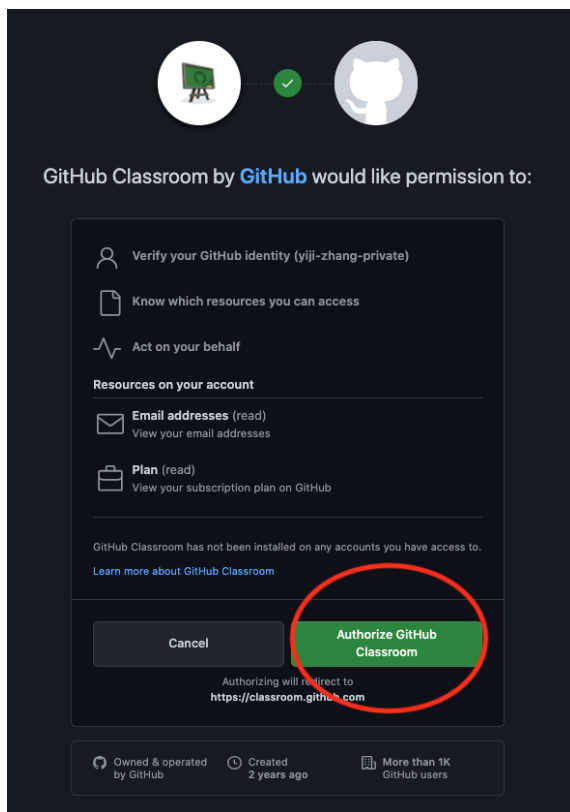 GitHub Classroom by GitHub would like permission to:
Verify your GitHub identity (yiji-zhang-private)
Know which resources you can access
Act on your behalf
Resources on your account
Email addresses (read)
View your email addresses
Plan (read)
View your subscription plan on GitHub
GitHub Classroom has not been installed on any accounts you have access to.
Learn more about GitHub Classroom
Cancel
Authorize GitHub
Classroom
Authorizing will redirect to
https://classroom.github.com
Owned & operated
by GitHub
Created
2 years ago
More than 1K
GitHub users